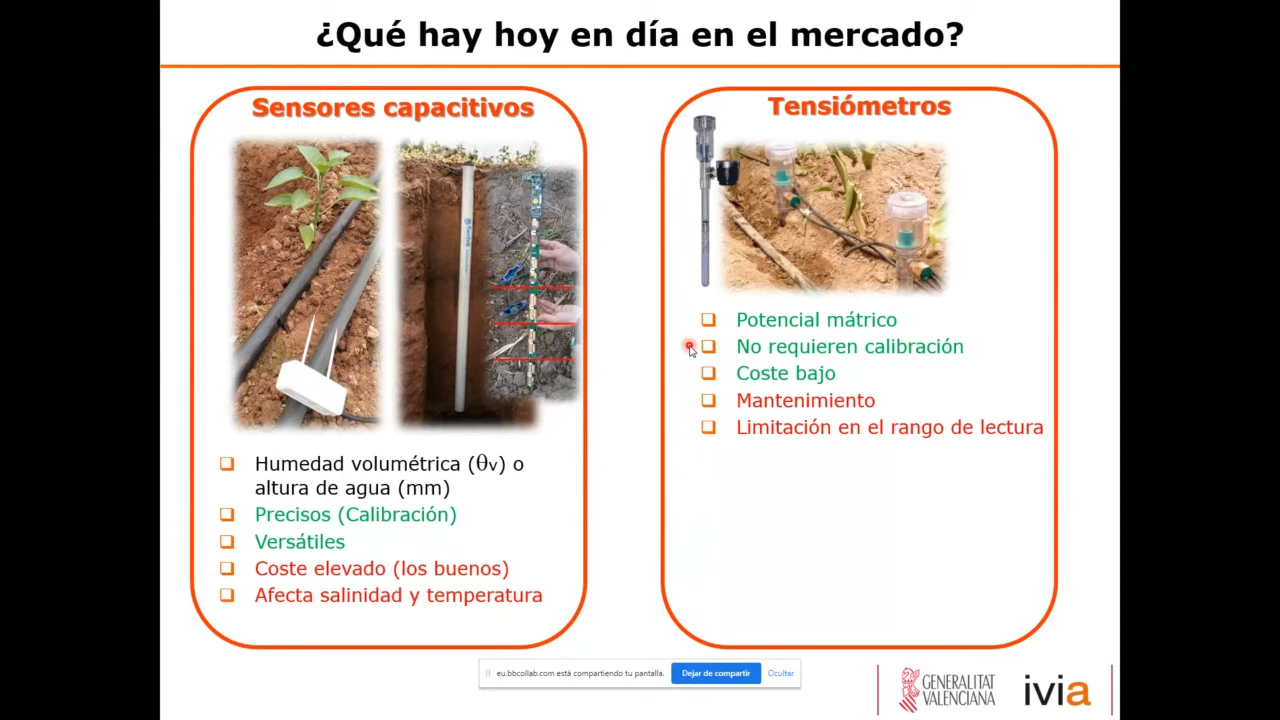 ¿Qué hay hoy en día en el mercado?
Sensores capacitivos
Humedad volumétrica (θv) o
altura de agua (mm)
Precisos (Calibración)
Versátiles
Coste elevado (los buenos)
Afecta salinidad y temperatura
Tensiómetros
Potencial mátrico
No requieren calibración
Coste bajo
Mantenimiento
Limitación en el rango de lectura
eu.bbcollab.com está compartiendo tu pantalla.
Dejar de compartir
Ocultar
GENERALITAT
VALENCIANA
ivia